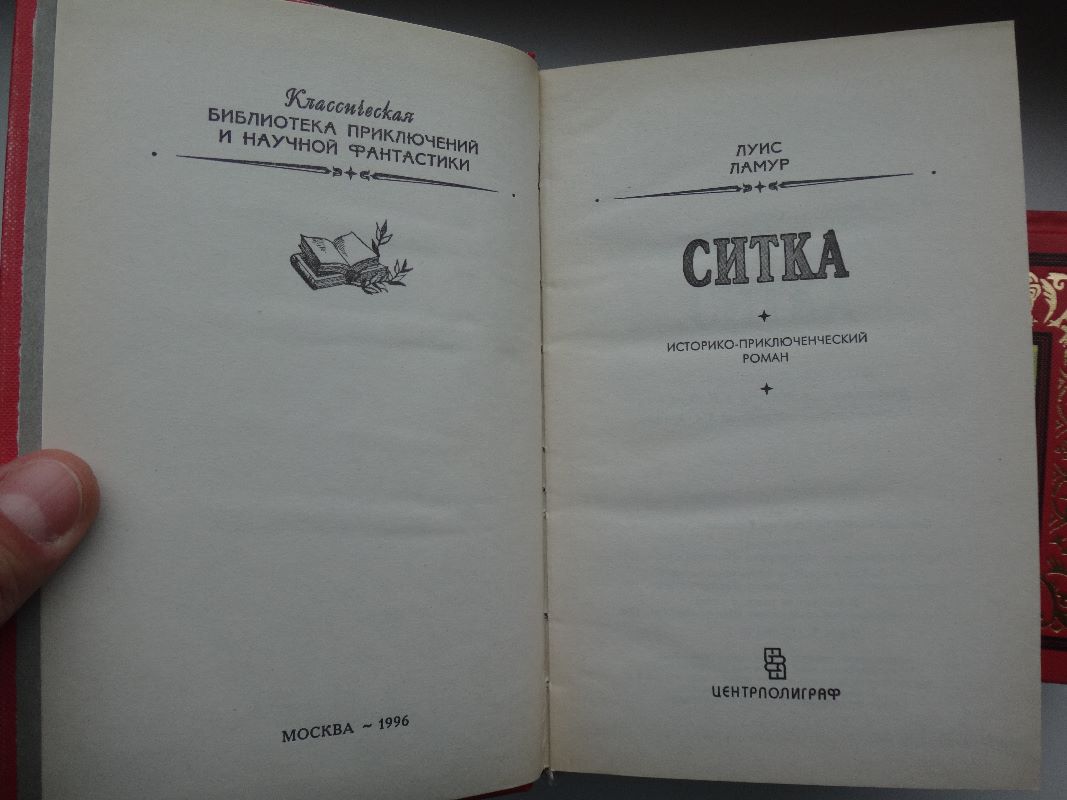 Классическая
БИБЛИОТЕКА ПРИКЛЮЧЕНИЙ
И НАУЧНОЙ ФАНТАСТИКИ
МОСКВА ~ 1996
ЛУИС
ЛАМУР
СИТКА
ИСТОРИКО-ПРИКЛЮЧЕНЧЕСКИЙ
РОМАН
ЦЕНТРПОЛИГРАФ